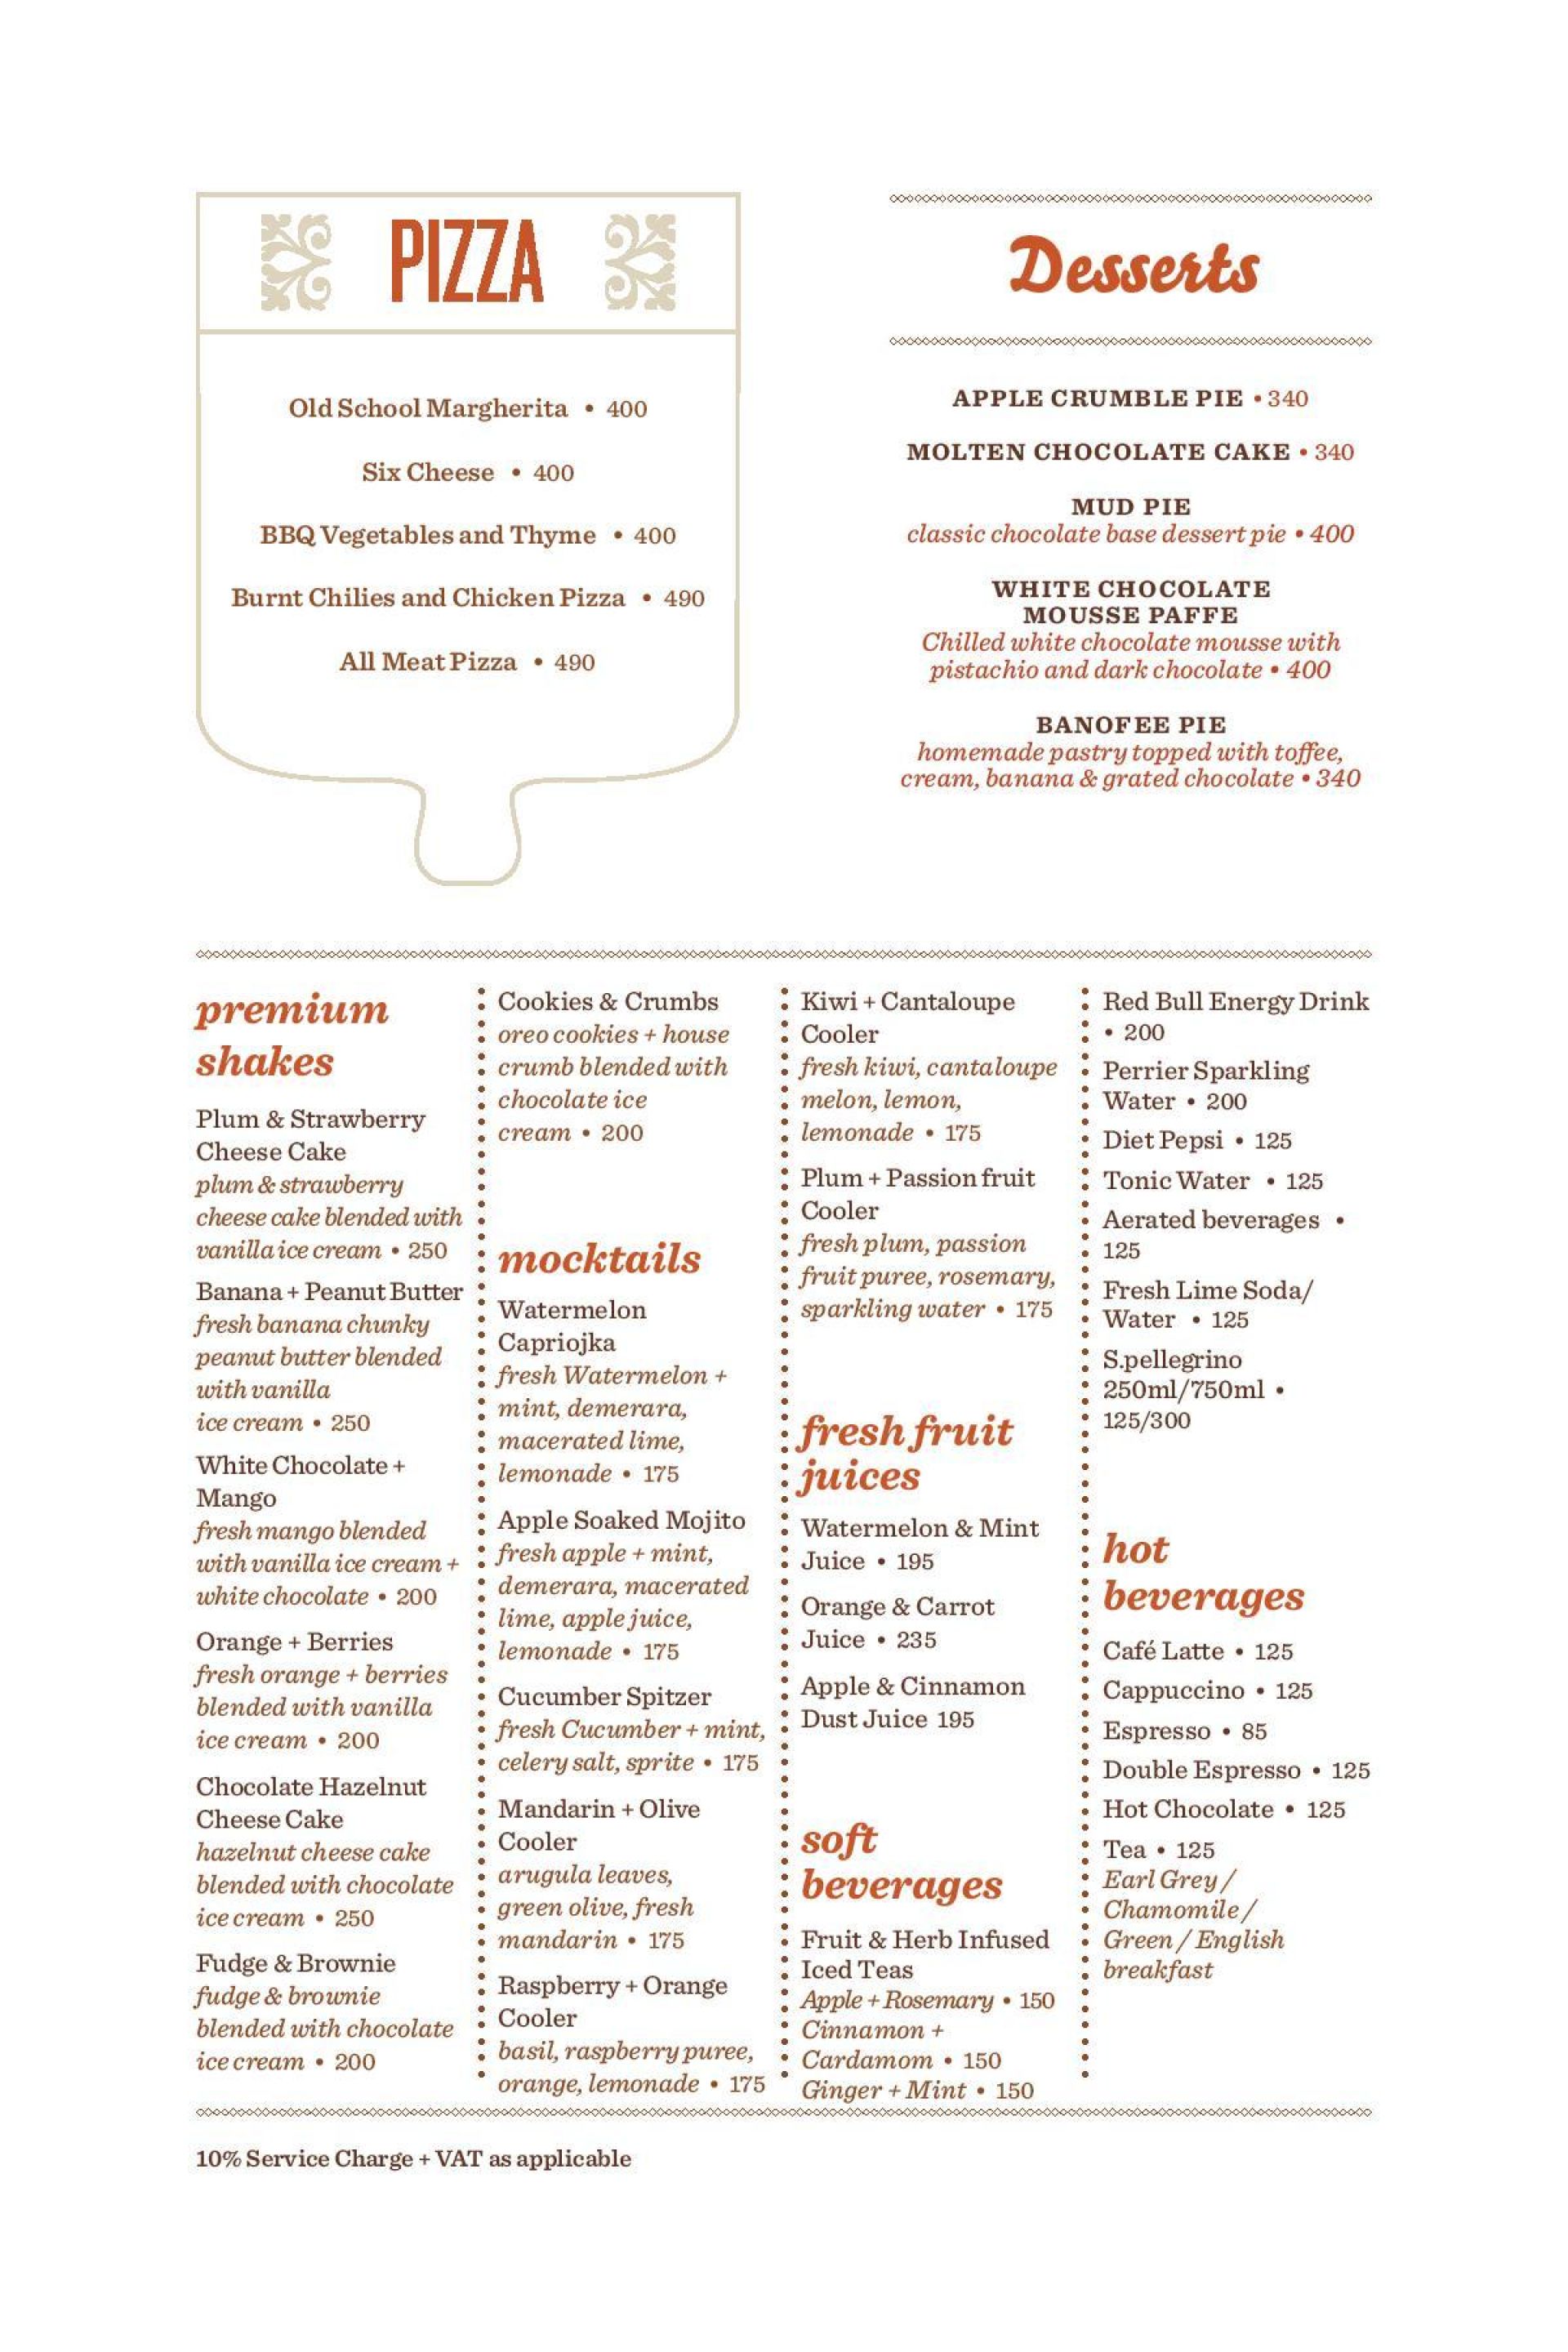 PIZZA
Old School Margherita • 400
Six Cheese • 400
BBQ Vegetables and Thyme • 400
Burnt Chilies and Chicken Pizza • 490
All Meat Pizza • 490
Desserts
APPLE CRUMBLE PIE • 340
MOLTEN CHOCOLATE CAKE • 340
MUD PIE
classic chocolate base dessert pie • 400
WHITE CHOCOLATE
MOUSSE PAFFE
Chilled white chocolate mousse with
pistachio and dark chocolate • 400
BANOFEE PIE
homemade pastry topped with toffee,
cream, banana & grated chocolate • 340
premium
shakes
Plum & Strawberry
Cheese Cake
plum & strawberry
cheese cake blended with
vanilla ice cream • 250
Banana + Peanut Butter
fresh banana chunky
peanut butter blended
with vanilla
ice cream • 250
White Chocolate +
Mango
fresh mango blended
with vanilla ice cream +
white chocolate • 200
Orange + Berries
fresh orange + berries
blended with vanilla
ice cream • 200
Chocolate Hazelnut
Cheese Cake
hazelnut cheese cake
blended with chocolate
ice cream • 250
Fudge & Brownie
fudge & brownie
blended with chocolate
ice cream • 200
Cookies & Crumbs
oreo cookies + house
crumb blended with
chocolate ice
cream • 200
mocktails
Watermelon
Capriojka
fresh Watermelon +
mint, demerara,
macerated lime,
lemonade • 175
Apple Soaked Mojito
fresh apple + mint,
demerara, macerated
lime, apple juice,
lemonade • 175
Cucumber Spitzer
fresh Cucumber + mint,
celery salt, sprite • 175
Mandarin + Olive
Cooler
arugula leaves,
green olive, fresh
mandarin • 175
Raspberry + Orange
Cooler
basil, raspberry puree,
orange, lemonade • 175
Kiwi + Cantaloupe
Cooler
fresh kiwi, cantaloupe
melon, lemon,
lemonade • 175
Plum + Passion fruit
Cooler
fresh plum, passion
fruit puree, rosemary,
sparkling water • 175
fresh fruit
juices
Watermelon & Mint
Juice • 195
Orange & Carrot
Juice • 235
Apple & Cinnamon
Dust Juice 195
soft
beverages
Fruit & Herb Infused
Iced Teas
Apple + Rosemary • 150
Cinnamon +
Cardamom • 150
Ginger + Mint • 150
Red Bull Energy Drink
• 200
Perrier Sparkling
Water • 200
Diet Pepsi • 125
Tonic Water • 125
Aerated beverages •
125
Fresh Lime Soda/
Water • 125
S.pellegrino
250ml/750ml •
125/300
hot
beverages
Café Latte • 125
Cappuccino • 125
Espresso • 85
Double Espresso • 125
Hot Chocolate • 125
Tea • 125
Earl Grey /
Chamomile /
Green / English
breakfast
10% Service Charge + VAT as applicable